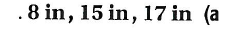 . 8 in, 15 in, 17 in (a